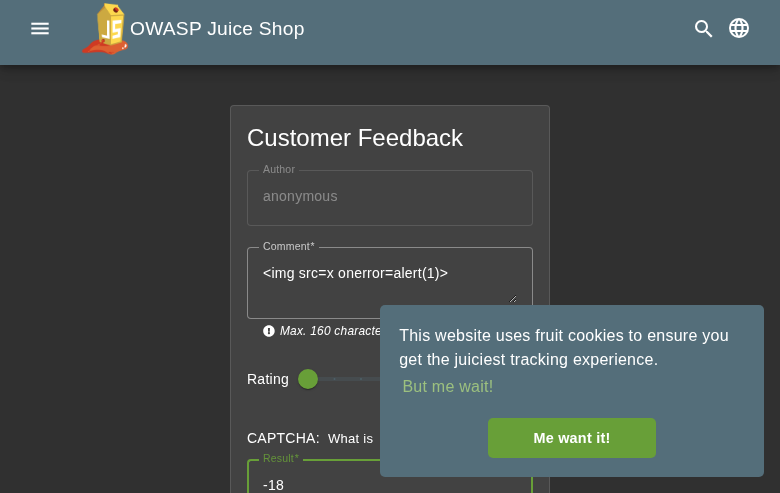 OWASP Juice Shop
Customer Feedback
Author
anonymous
Comment*
<img src=x onerror=alert(1)>
Max. 160 characte
This website uses fruit cookies to ensure you
get the juiciest tracking experience.
But me wait!
Me want it!
Rating
CAPTCHA: What is
Result*
-18